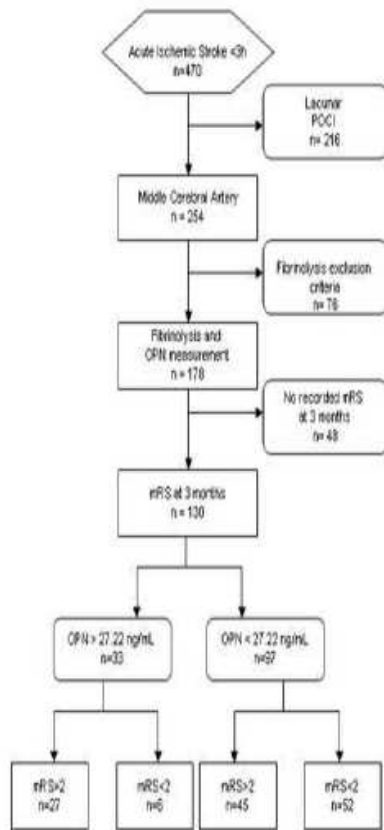 Acute Ischemic Stroke <3h
n=470
Lacunar
POCI
n= 216
Middle Cerebral Artery
n = 254
Fibrinolysis exclusion
criteria
n= 76
Fibrinolysis and
OPN measurement
n = 178
No recorded mRS
at 3 months
n= 48
mRS at 3 months
n = 130
OPN > 27.22 ng/mL
n=33
OPN < 27.22 ng/mL
n=97
mRS>2
n=27
mRS<2
n=6
mRS>2
n=45
mRS<2
n=52